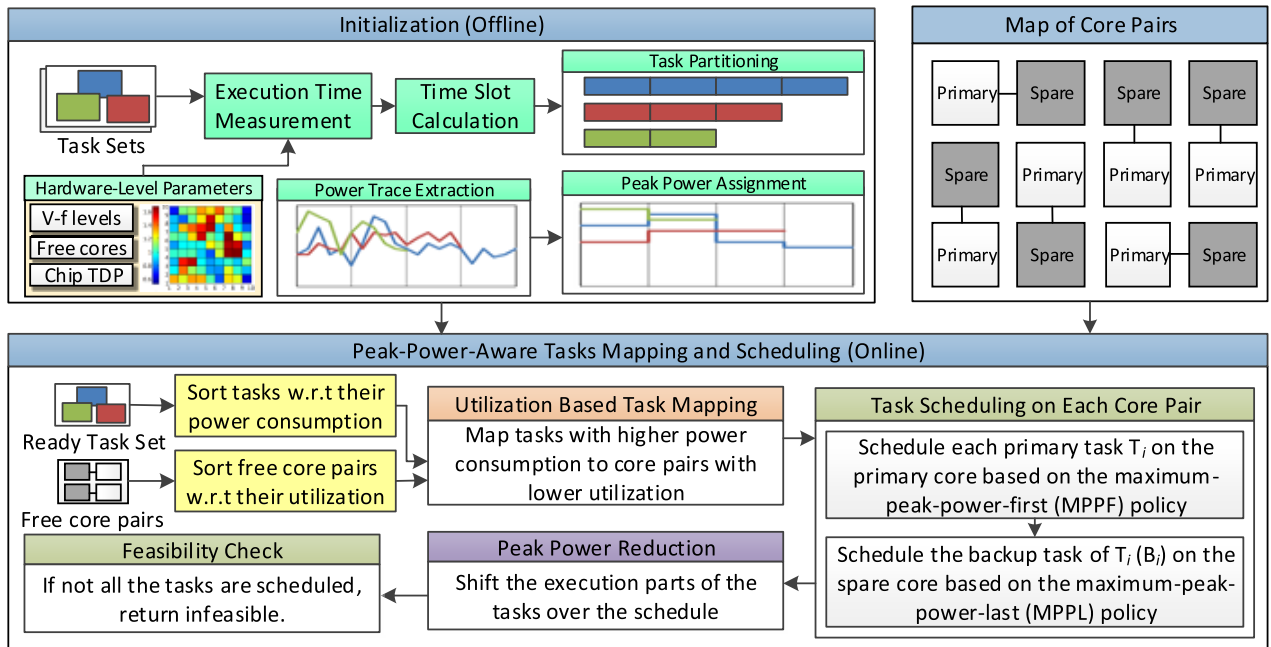 Initialization (Offline)
Task Sets
Execution Time
Measurement
Time Slot
Calculation
Task Partitioning
Hardware-Level Parameters
V-f levels
Free cores
Chip TDP
Power Trace Extraction
Peak Power Assignment
Map of Core Pairs
Primary Spare Spare Spare
Spare Primary Primary Primary
Primary Spare Primary Spare
Peak-Power-Aware Tasks Mapping and Scheduling (Online)
Ready Task Set
Sort tasks w.r.t their
power consumption
Free core pairs
Sort free core pairs
w.r.t their utilization
Utilization Based Task Mapping
Map tasks with higher power
consumption to core pairs with
lower utilization
Task Scheduling on Each Core Pair
Schedule each primary task Ti on the
primary core based on the maximum-
peak-power-first (MPPF) policy
Schedule the backup task of Ti (Bi) on the
spare core based on the maximum-peak-
power-last (MPPL) policy
Peak Power Reduction
Shift the execution parts of the
tasks over the schedule
Feasibility Check
If not all the tasks are scheduled,
return infeasible.